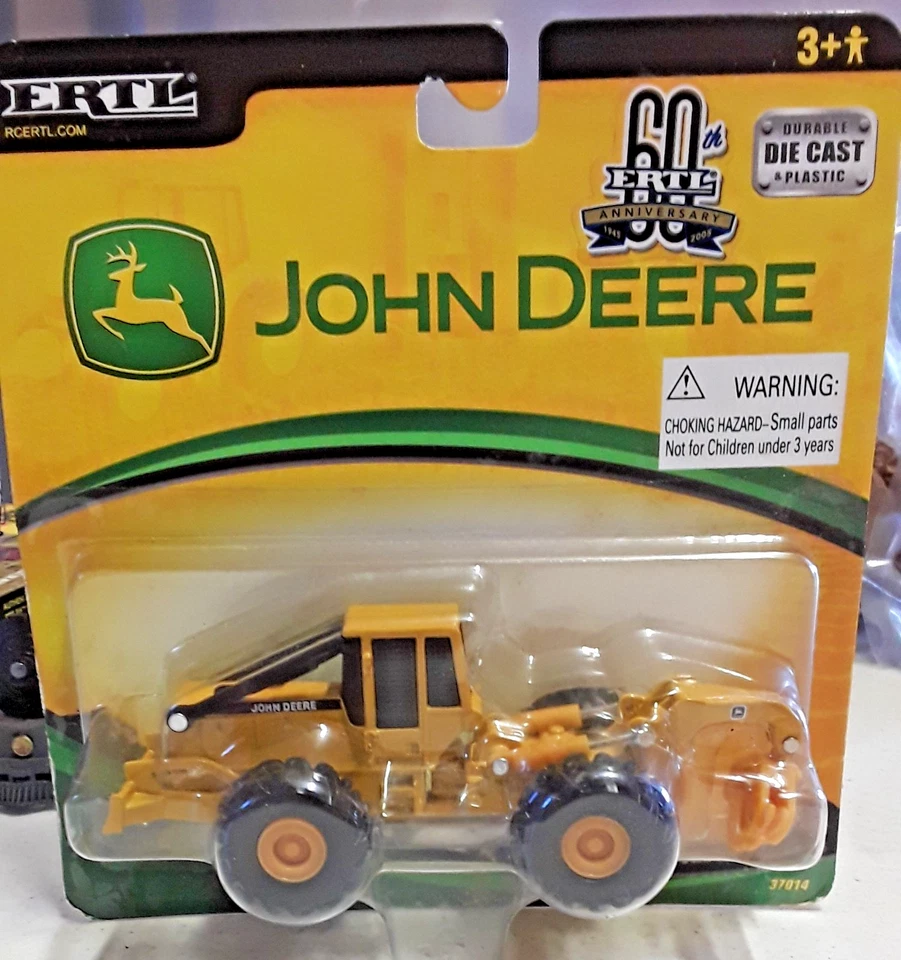 3+
ERTL®
RCERTL.COM
60th
ERTL®
ANNIVERSARY
1945 2005
DURABLE
DIE CAST
& PLASTIC
JOHN DEERE
WARNING:
CHOKING HAZARD–Small parts
Not for Children under 3 years
JOHN DEERE
37014